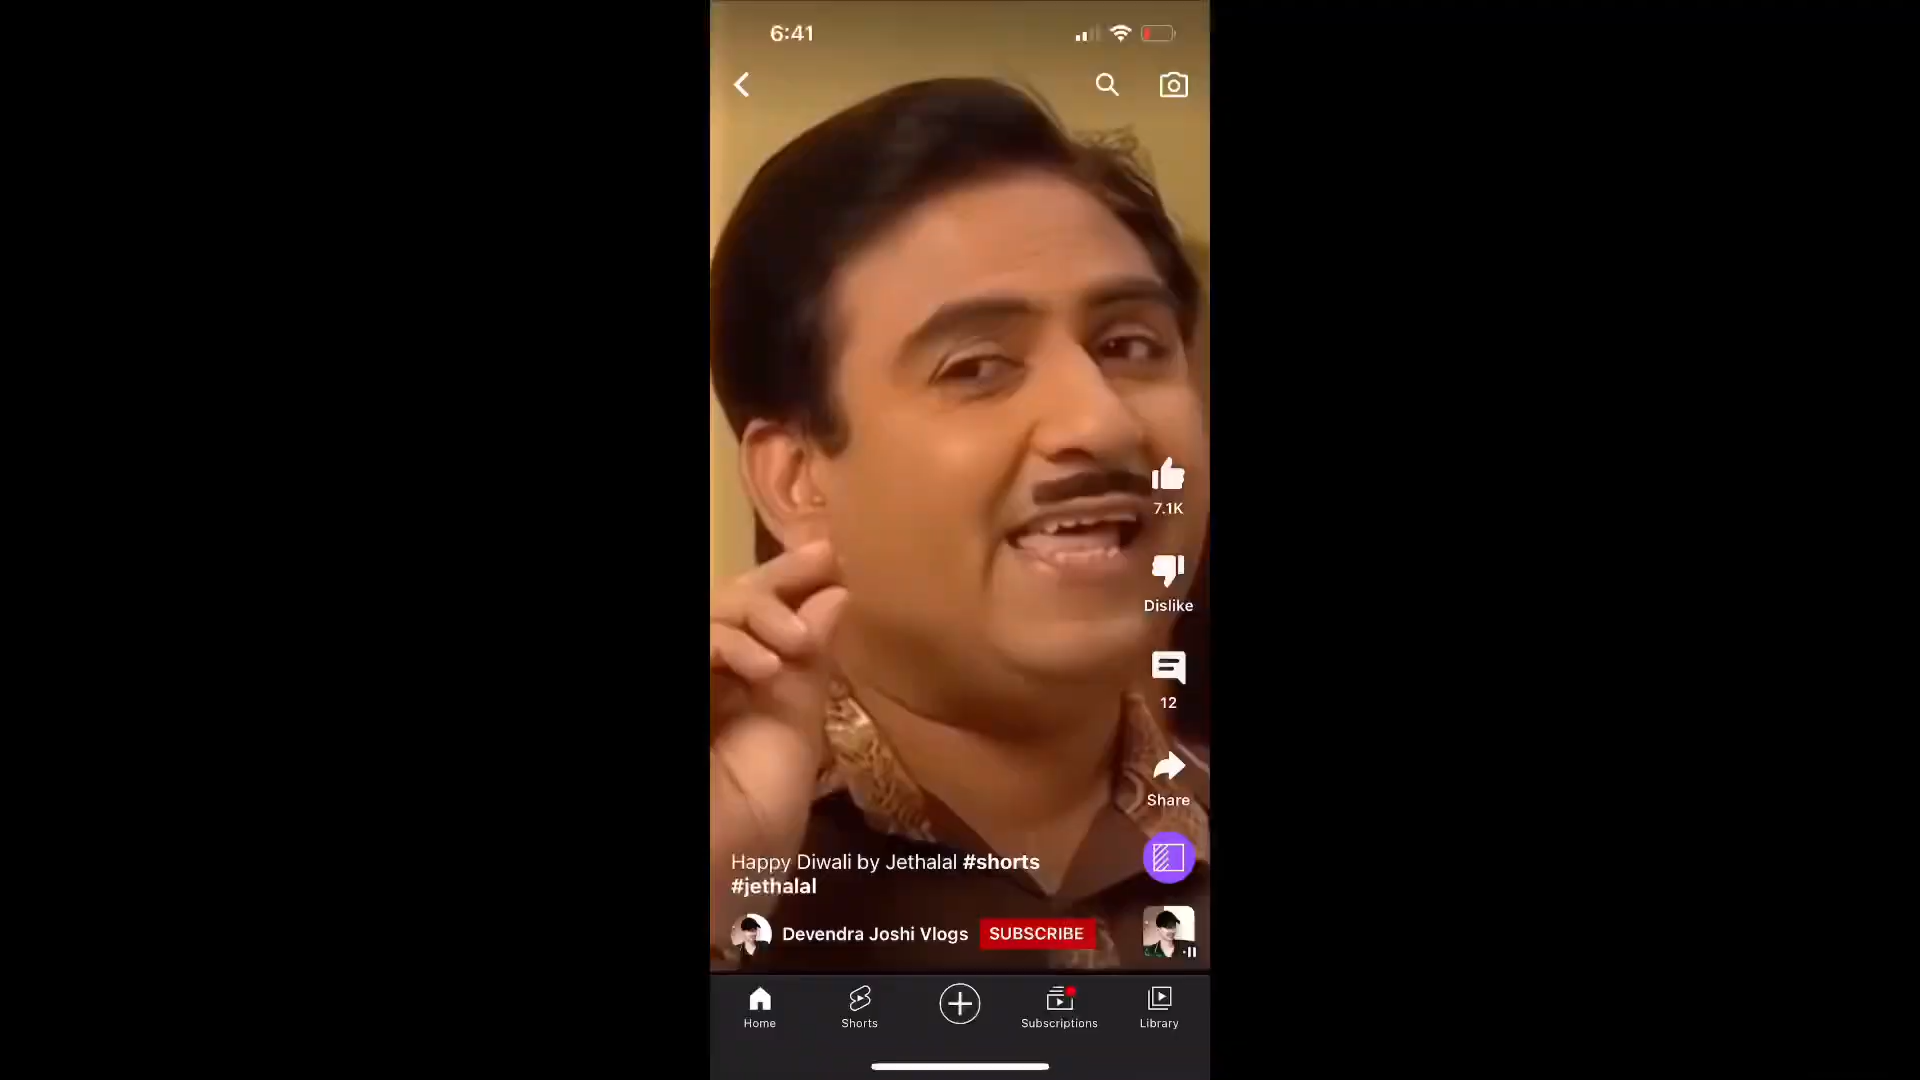 6:41
7.1K
Dislike
12
Share
Happy Diwali by Jethalal #shorts
#jethalal
Devendra Joshi Vlogs SUBSCRIBE
Home Shorts Subscriptions Library